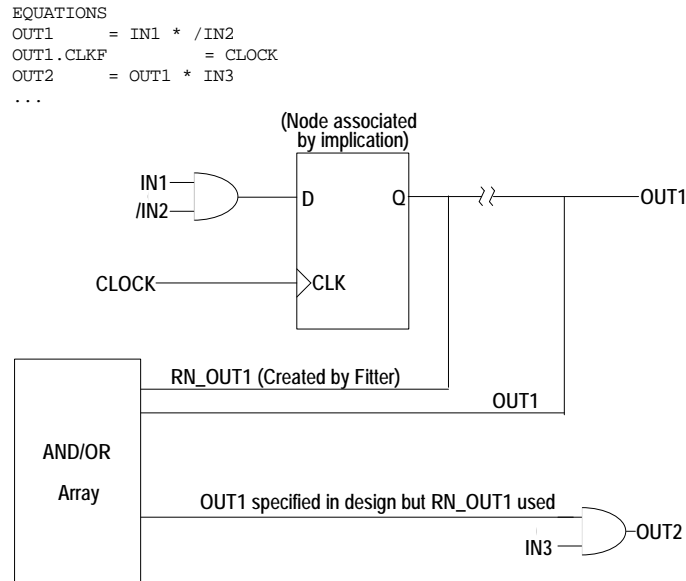 EQUATIONS
OUT1 = IN1 * /IN2
OUT1.CLKF = CLOCK
OUT2 = OUT1 * IN3
...
(Node associated
by implication)
IN1
/IN2
D
Q
OUT1
CLOCK
CLK
RN_OUT1 (Created by Fitter)
OUT1
AND/OR
Array
OUT1 specified in design but RN_OUT1 used
IN3
OUT2